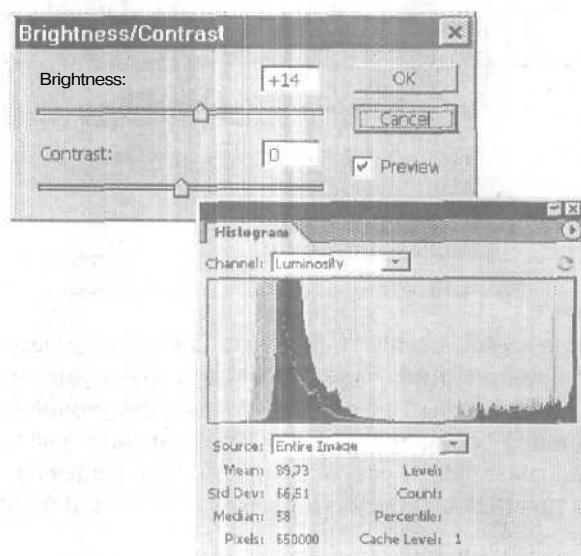 Brightness/Contrast
Brightness: +14 OK
Cancel
Contrast: 0
Preview
Histogram
Channel: Luminosity
Source: Entire Image
Mean: 89,73 Level:
Std Dev: 66,51 Count:
Median: 58 Percentile:
Pixels: 650000 Cache Level: 1